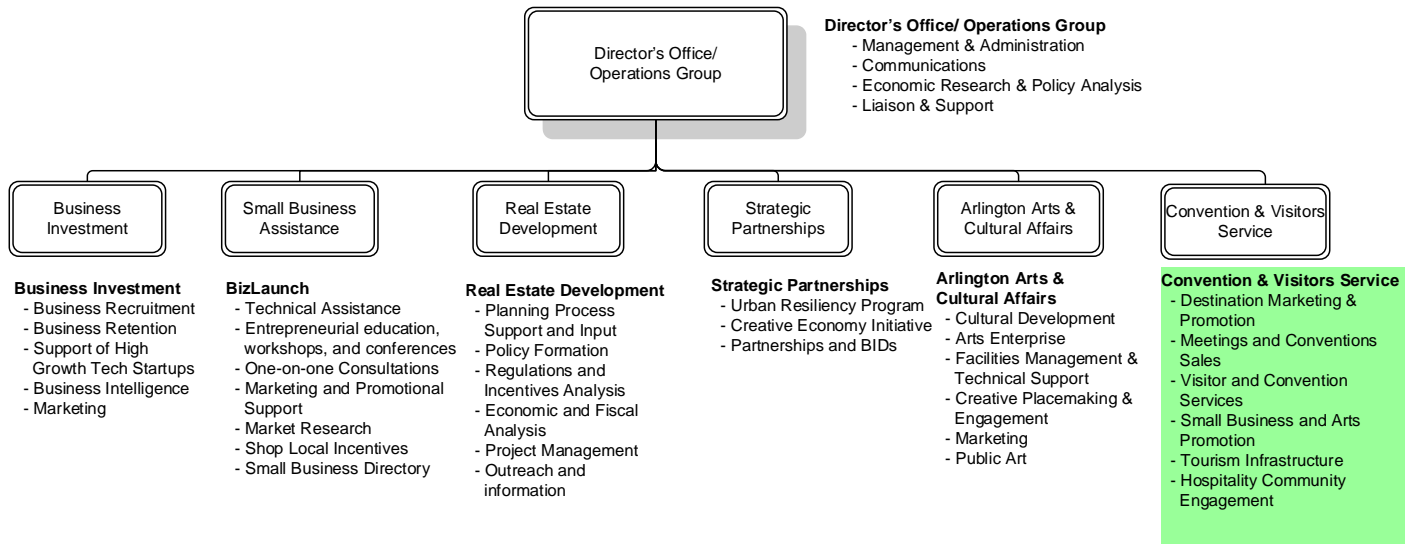 Director's Office/
Operations Group
Director's Office/ Operations Group
- Management & Administration
- Communications
- Economic Research & Policy Analysis
- Liaison & Support
Business
Investment
Small Business
Assistance
Real Estate
Development
Strategic
Partnerships
Arlington Arts &
Cultural Affairs
Convention & Visitors
Service
Business Investment
- Business Recruitment
- Business Retention
- Support of High
Growth Tech Startups
- Business Intelligence
- Marketing
BizLaunch
- Technical Assistance
- Entrepreneurial education,
workshops, and conferences
- One-on-one Consultations
- Marketing and Promotional
Support
- Market Research
- Shop Local Incentives
- Small Business Directory
Real Estate Development
- Planning Process
Support and Input
- Policy Formation
- Regulations and
Incentives Analysis
- Economic and Fiscal
Analysis
- Project Management
- Outreach and
information
Strategic Partnerships
- Urban Resiliency Program
- Creative Economy Initiative
- Partnerships and BIDs
Arlington Arts &
Cultural Affairs
- Cultural Development
- Arts Enterprise
- Facilities Management &
Technical Support
- Creative Placemaking &
Engagement
- Marketing
- Public Art
Convention & Visitors Service
- Destination Marketing &
Promotion
- Meetings and Conventions
Sales
- Visitor and Convention
Services
- Small Business and Arts
Promotion
- Tourism Infrastructure
- Hospitality Community
Engagement